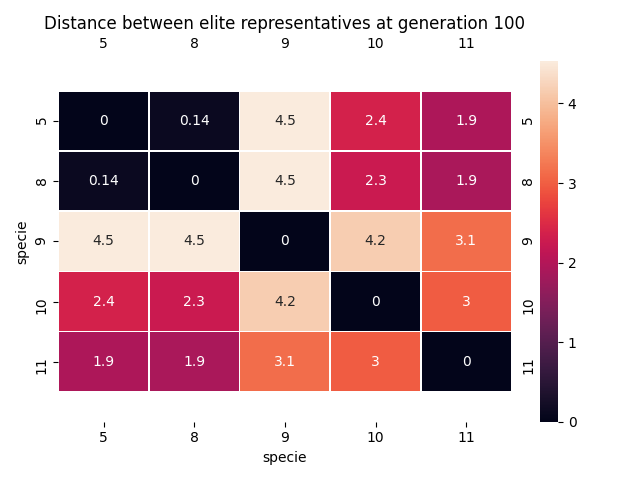 Distance between elite representatives at generation 100
5 8 9 10 11
5 0 0.14 4.5 2.4 1.9 5
8 0.14 0 4.5 2.3 1.9 8
9 4.5 4.5 0 4.2 3.1 9
10 2.4 2.3 4.2 0 3 10
11 1.9 1.9 3.1 3 0 11
5 8 9 10 11
specie
specie
4
3
2
1
0